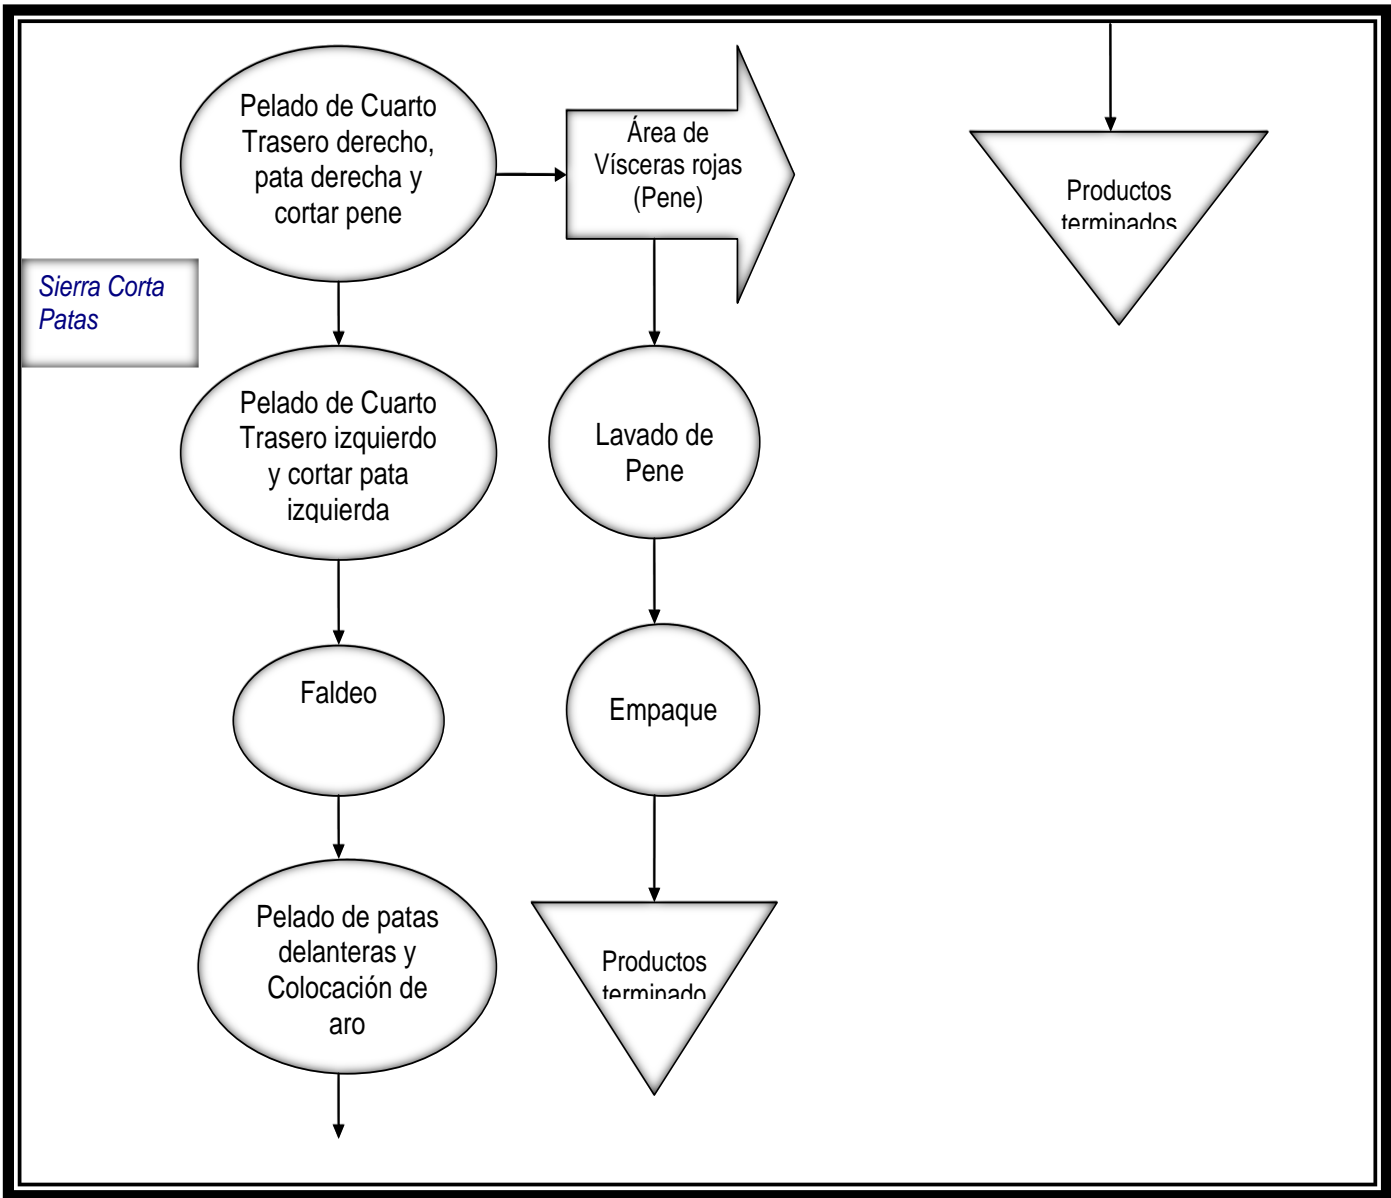 Pelado de Cuarto
Trasero derecho,
pata derecha y
cortar pene
Área de
Vísceras rojas
(Pene)
Productos
terminados
Sierra Corta
Patas
Pelado de Cuarto
Trasero izquierdo
y cortar pata
izquierda
Lavado de
Pene
Faldeo
Empaque
Pelado de patas
delanteras y
Colocación de
aro
Productos
terminado